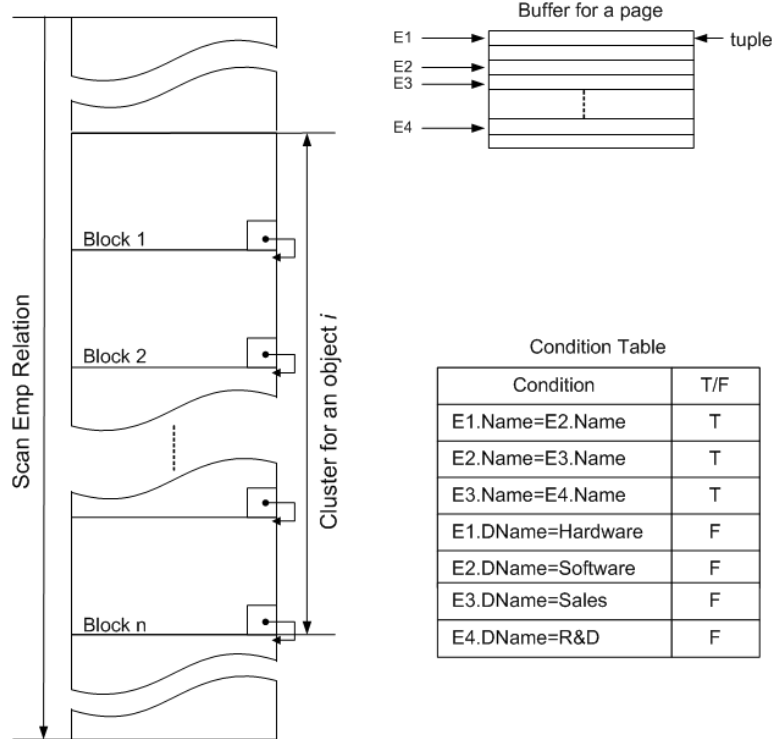 Buffer for a page
E1
tuple
E2
E3
E4
Block 1
Block 2
Block n
Scan Emp Relation
Cluster for an object i
Condition Table
Condition T/F
E1.Name=E2.Name T
E2.Name=E3.Name T
E3.Name=E4.Name T
E1.DName=Hardware F
E2.DName=Software F
E3.DName=Sales F
E4.DName=R&D F